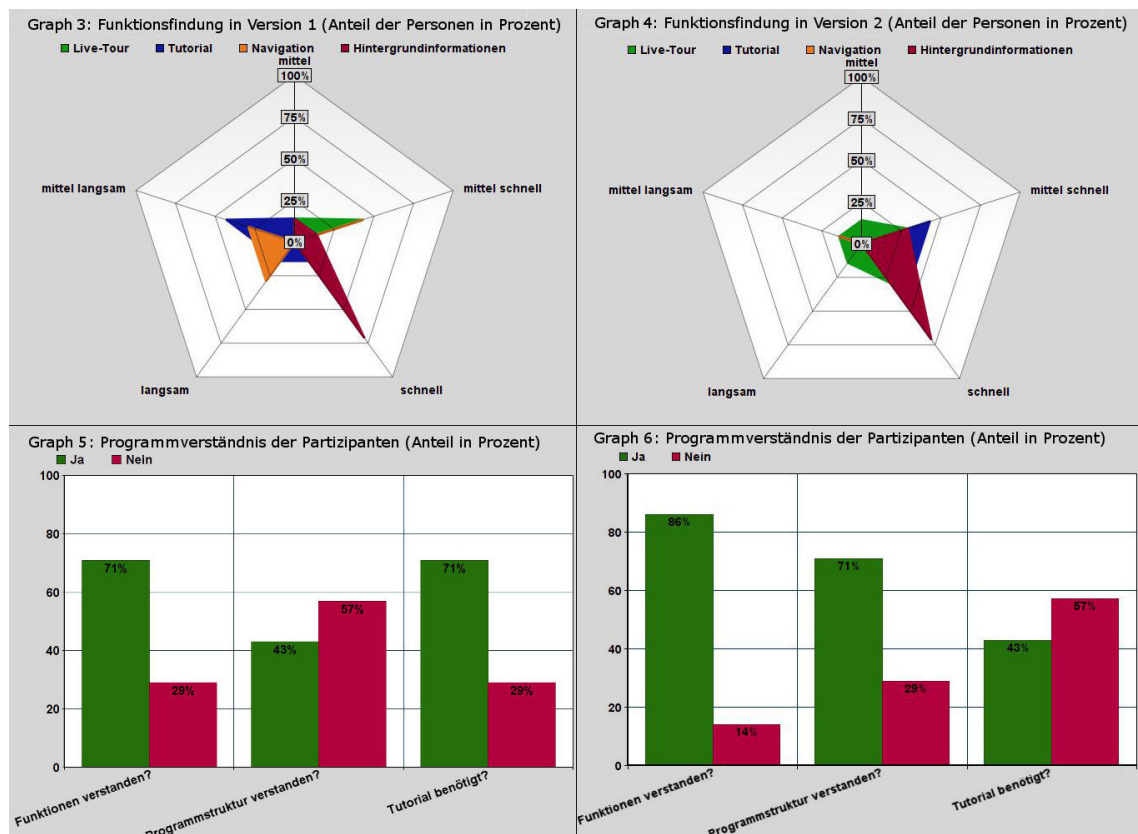 Graph 3: Funktionsfindung in Version 1 (Anteil der Personen in Prozent)
Live-Tour Tutorial Navigation Hintergrundinformationen
mittel
100%
75%
mittel langsam 50% mittel schnell
25%
0%
langsam schnell
Graph 4: Funktionsfindung in Version 2 (Anteil der Personen in Prozent)
Live-Tour Tutorial Navigation Hintergrundinformationen
mittel
100%
75%
mittel langsam 50% mittel schnell
25%
0%
langsam schnell
Graph 5: Programmverständnis der Partizipanten (Anteil in Prozent)
Ja Nein
100
80
71% 71%
60
57%
40
43%
29% 29%
20
0
Funktionen verstanden? Programmstruktur verstanden? Tutorial benötigt?
Graph 6: Programmverständnis der Partizipanten (Anteil in Prozent)
Ja Nein
100
86%
80
71%
60
57%
40
43%
29%
20
14%
0
Funktionen verstanden? Programmstruktur verstanden? Tutorial benötigt?